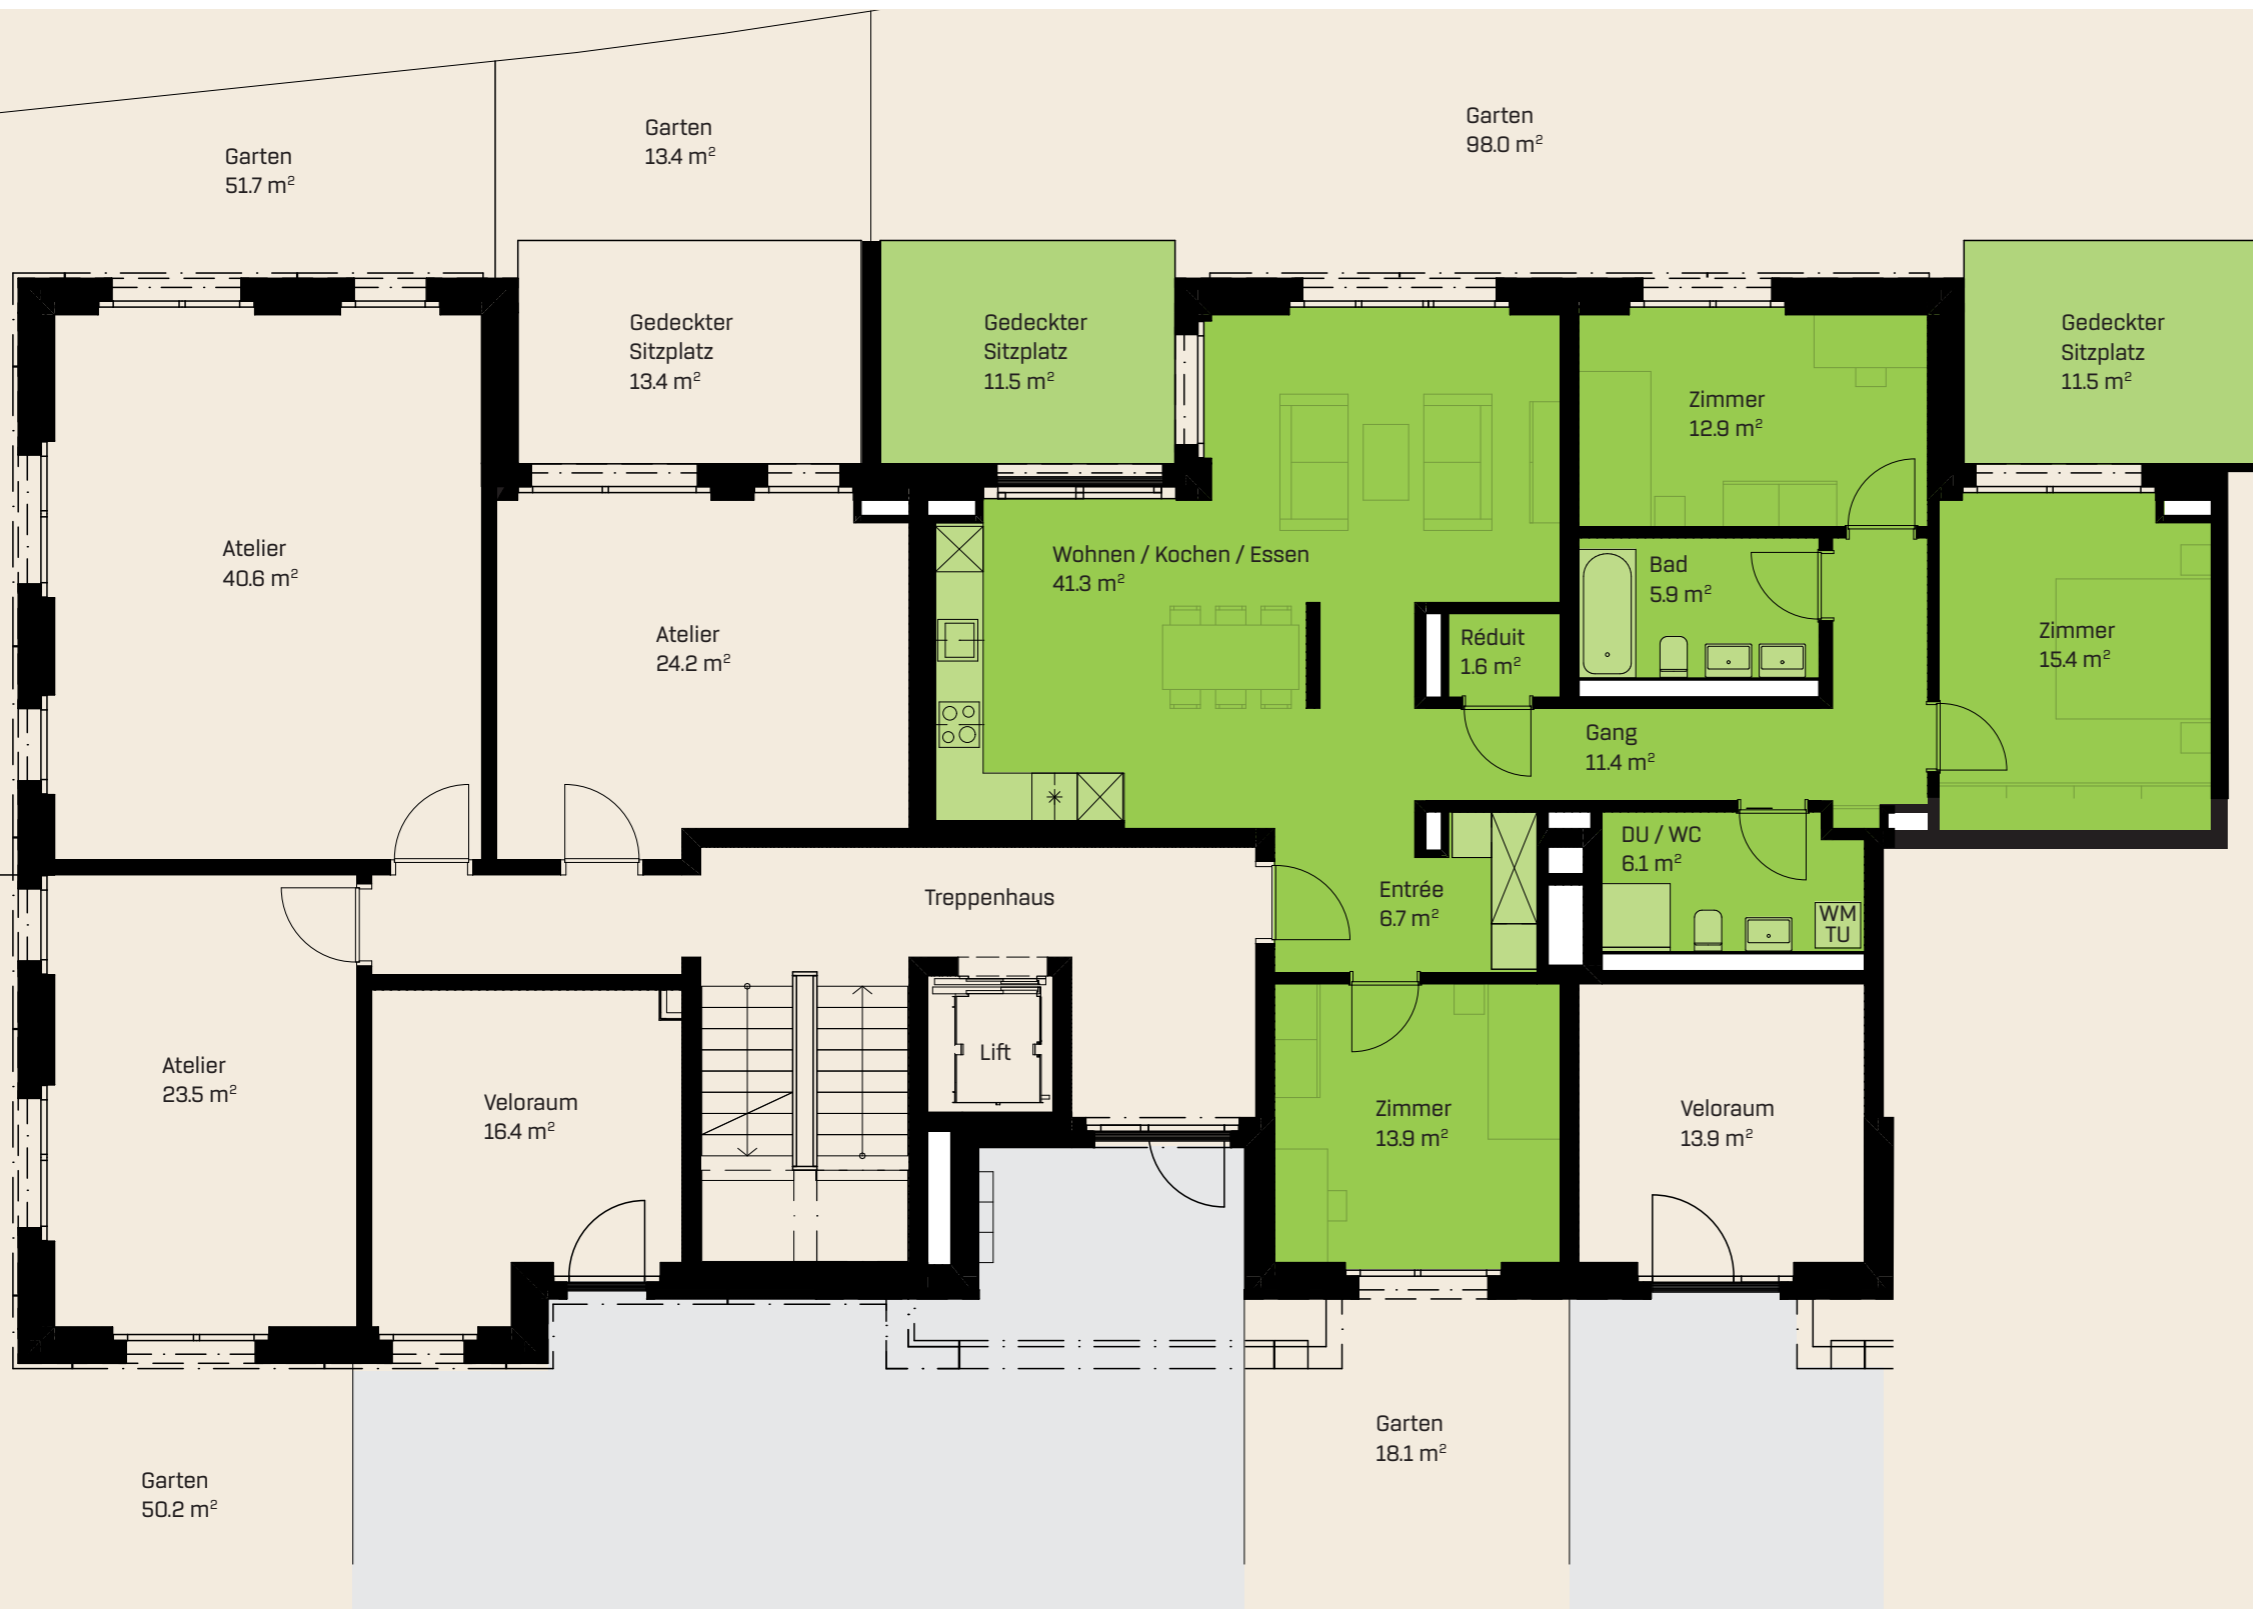 Garten
51.7 m²
Garten
13.4 m²
Garten
98.0 m²
Gedeckter
Sitzplatz
13.4 m²
Gedeckter
Sitzplatz
11.5 m²
Gedeckter
Sitzplatz
11.5 m²
Zimmer
12.9 m²
Atelier
40.6 m²
Atelier
24.2 m²
Wohnen / Kochen / Essen
41.3 m²
Réduit
1.6 m²
Bad
5.9 m²
Zimmer
15.4 m²
Gang
11.4 m²
DU / WC
6.1 m²
WM
TU
Entrée
6.7 m²
Treppenhaus
Lift
Atelier
23.5 m²
Veloraum
16.4 m²
Zimmer
13.9 m²
Veloraum
13.9 m²
Garten
18.1 m²
Garten
50.2 m²